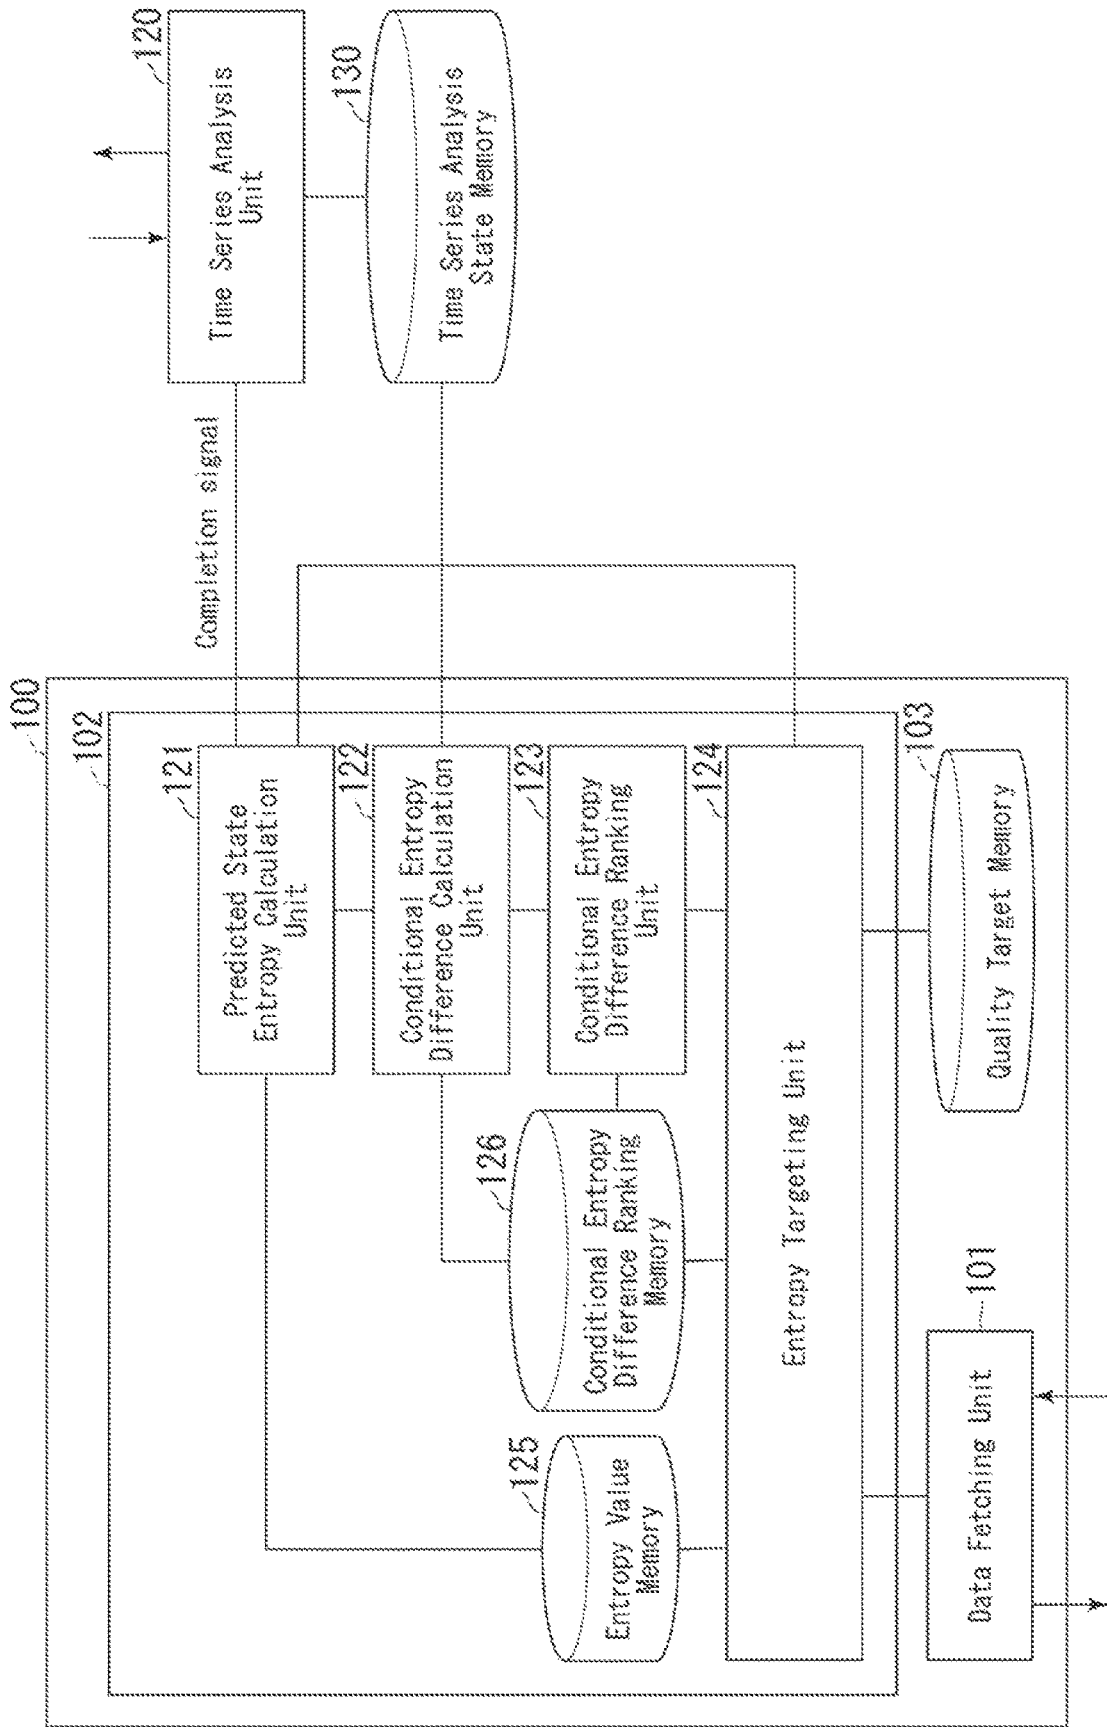 100
102
121
Predicted State
Entropy Calculation
Unit
122
Conditional Entropy
Difference Calculation
Unit
123
Conditional Entropy
Difference Ranking
Unit
124
Entropy Targeting Unit
125
Entropy Value
Memory
126
Conditional Entropy
Difference Ranking
Memory
103
Quality Target Memory
101
Data Fetching Unit
Completion signal
120
Time Series Analysis
Unit
130
Time Series Analysis
State Memory